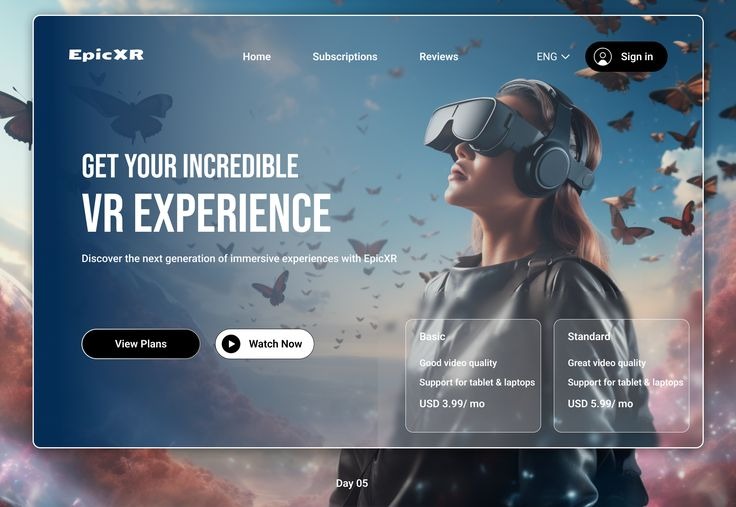 EpicXR
Home
Subscriptions
Reviews
ENG
Sign in
GET YOUR INCREDIBLE
VR EXPERIENCE
Discover the next generation of immersive experiences with EpicXR
View Plans
Watch Now
Basic
Good video quality
Support for tablet & laptops
USD 3.99/ mo
Standard
Great video quality
Support for tablet & laptops
USD 5.99/ mo
Day 05